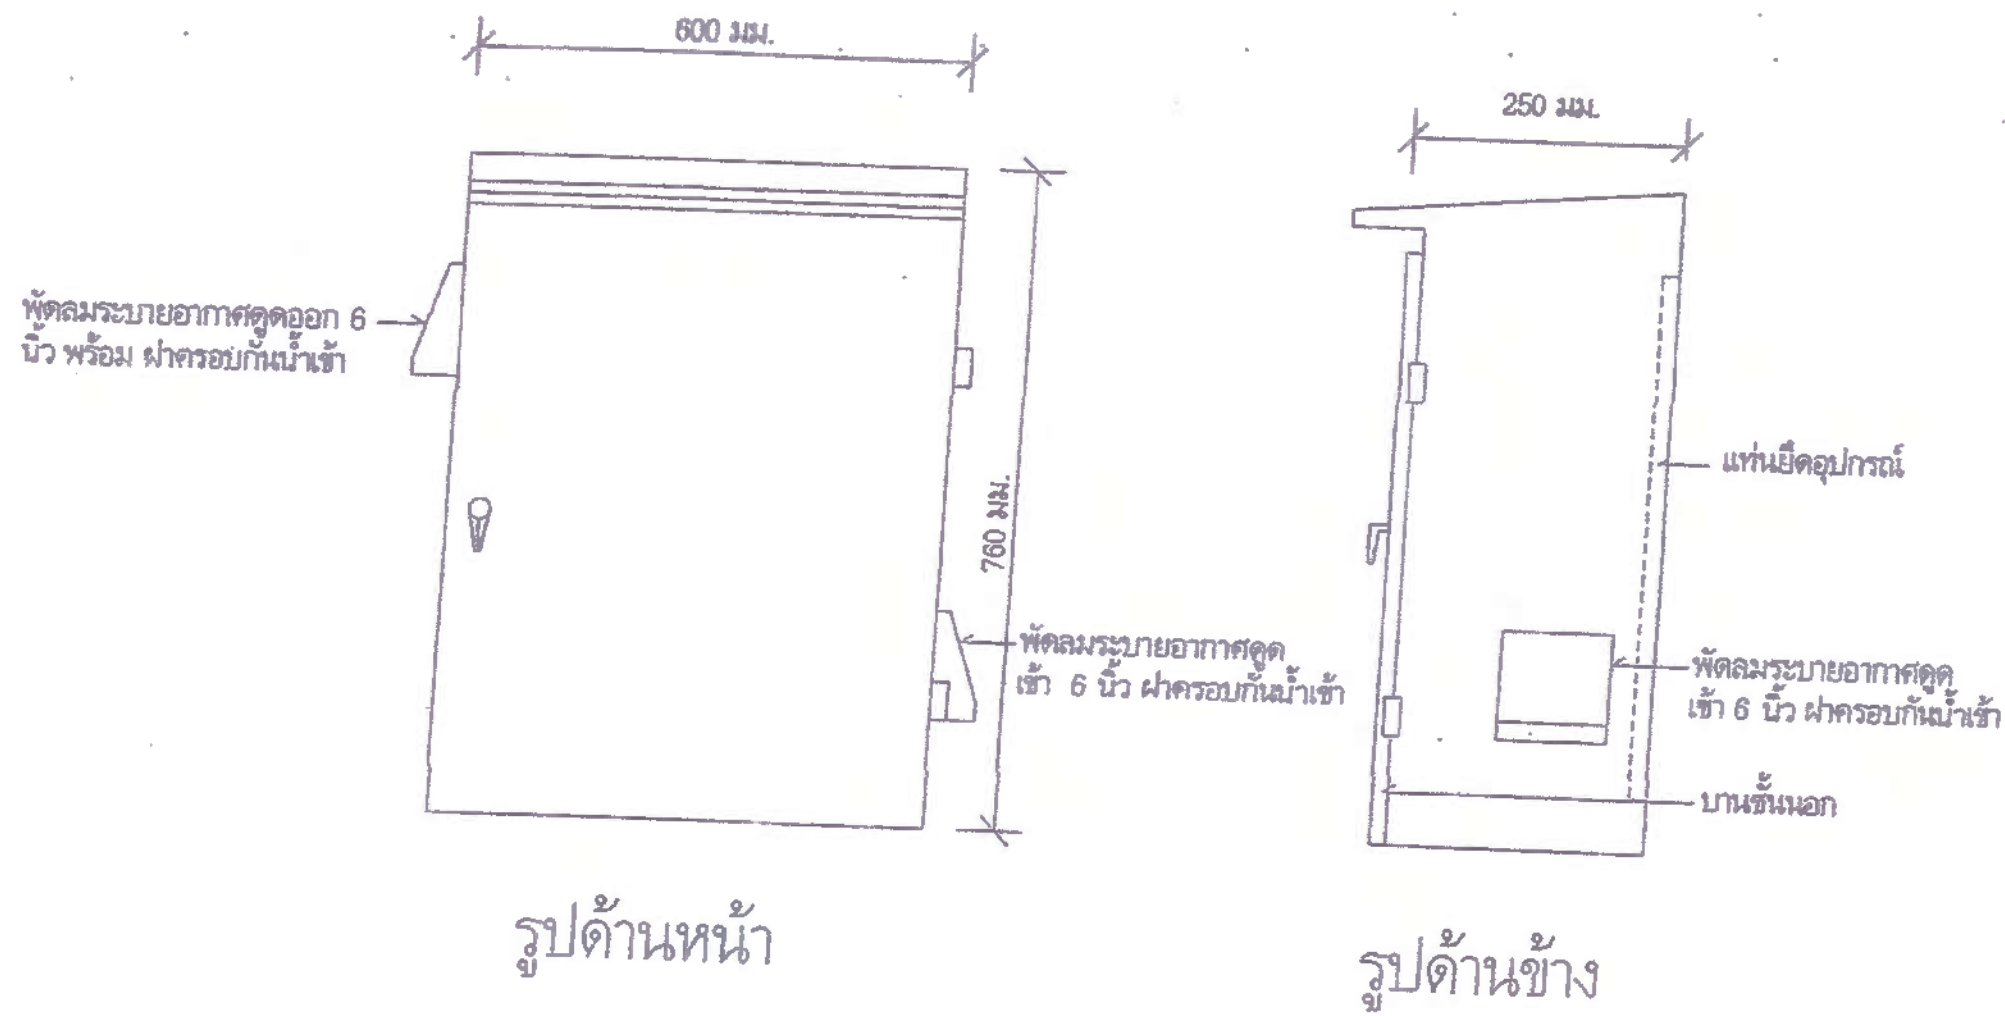 600 มม.
250 มม.
พัดลมระบายอากาศดูดออก 6
นิ้ว พร้อม ฝาครอบกันน้ำเข้า
760 มม.
แท่นยึดอุปกรณ์
พัดลมระบายอากาศดูด
เข้า 6 นิ้ว ฝาครอบกันน้ำเข้า
พัดลมระบายอากาศดูด
เข้า 6 นิ้ว ฝาครอบกันน้ำเข้า
บานชั้นนอก
รูปด้านหน้า
รูปด้านข้าง